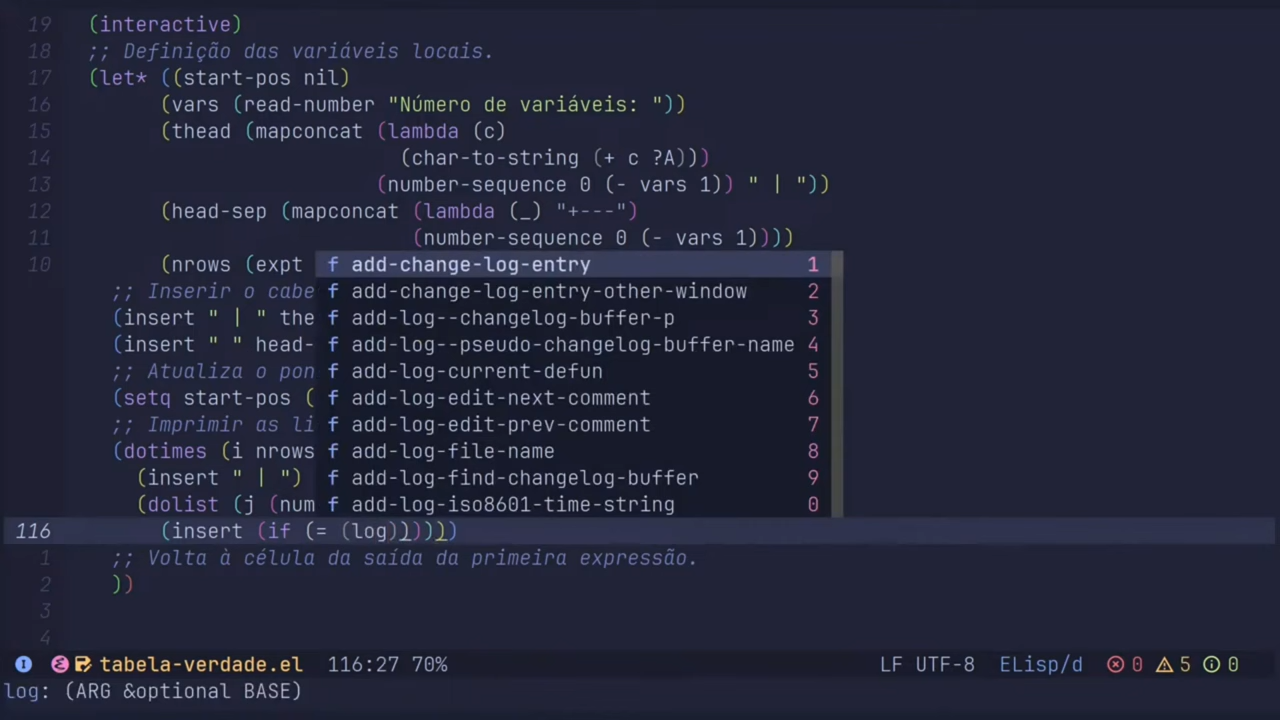 19 (interactive)
18 ;; Definição das variáveis locais.
17 (let* ((start-pos nil)
16 (vars (read-number "Número de variáveis: "))
15 (thead (mapconcat (lambda (c)
14 (char-to-string (+ c ?A)))
13 (number-sequence 0 (- vars 1)) " | "))
12 (head-sep (mapconcat (lambda (_) "+---")
11 (number-sequence 0 (- vars 1))))
10 (nrows (expt f add-change-log-entry 1
;; Inserir o cabe f add-change-log-entry-other-window 2
(insert " | " the f add-log--changelog-buffer-p 3
(insert " " head- f add-log--pseudo-changelog-buffer-name 4
;; Atualiza o pon f add-log-current-defun 5
(setq start-pos ( f add-log-edit-next-comment 6
;; Imprimir as li f add-log-edit-prev-comment 7
(dotimes (i nrows f add-log-file-name 8
(insert " | ") f add-log-find-changelog-buffer 9
(dolist (j (num f add-log-iso8601-time-string 0
116 (insert (if (= (log))))))
1 ;; Volta à célula da saída da primeira expressão.
2 ))
3
4
I tabela-verdade.el 116:27 70% LF UTF-8 ELisp/d 0 5 0
log: (ARG &optional BASE)